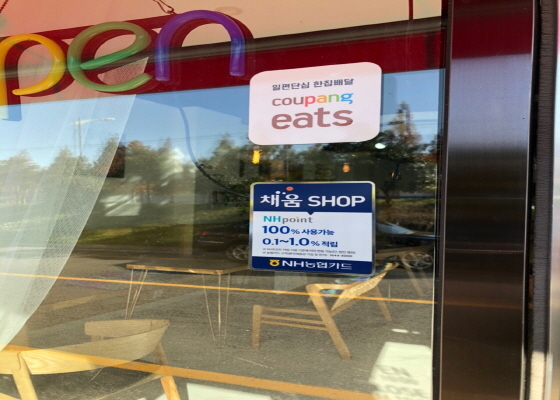 pen
일편단심 한집배달
coupang
eats
채움 SHOP
NHpoint
100% 사용가능
0.1~1.0% 적립
NH농협카드